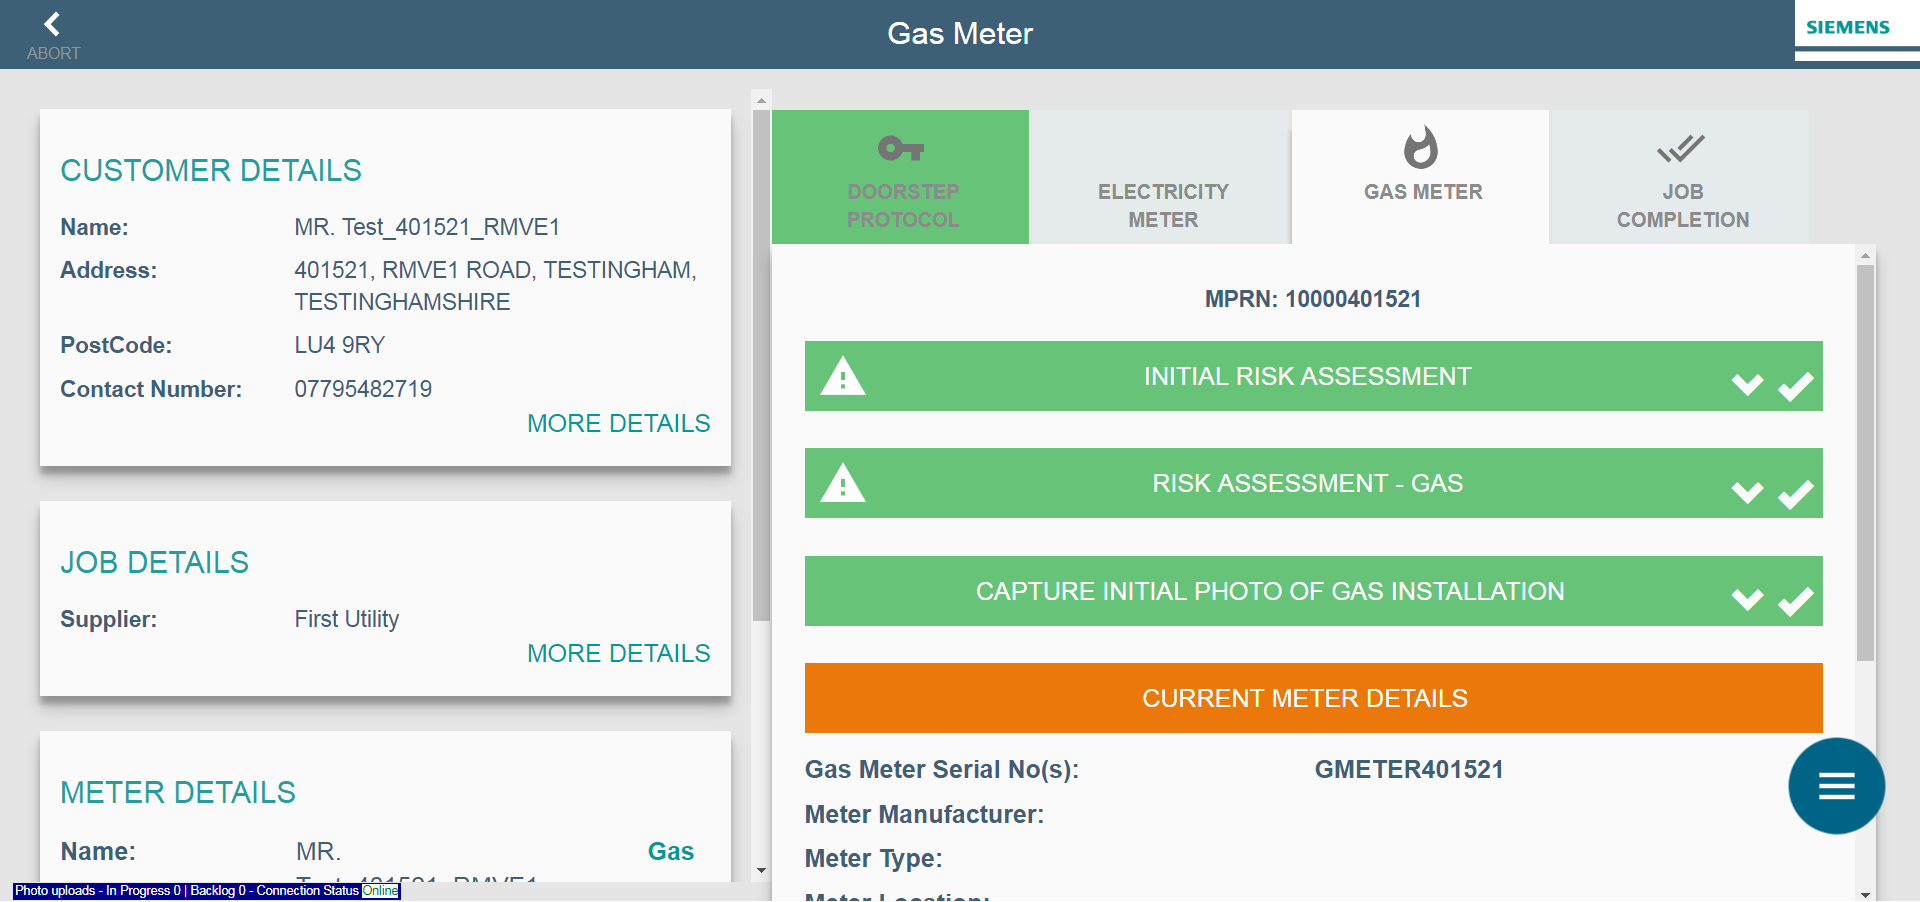 ABORT
Gas Meter
SIEMENS
CUSTOMER DETAILS
Name: MR. Test_401521_RMVE1
Address: 401521, RMVE1 ROAD, TESTINGHAM,
TESTINGHAMSHIRE
PostCode: LU4 9RY
Contact Number: 07795482719
MORE DETAILS
JOB DETAILS
Supplier: First Utility
MORE DETAILS
METER DETAILS
Name: MR. Gas
Test_401521_RMVE1
Photo uploads - In Progress 0 | Backlog 0 - Connection Status Online
DOORSTEP
PROTOCOL
ELECTRICITY
METER
GAS METER
JOB
COMPLETION
MPRN: 10000401521
INITIAL RISK ASSESSMENT
RISK ASSESSMENT - GAS
CAPTURE INITIAL PHOTO OF GAS INSTALLATION
CURRENT METER DETAILS
Gas Meter Serial No(s): GMETER401521
Meter Manufacturer:
Meter Type:
Meter Location: